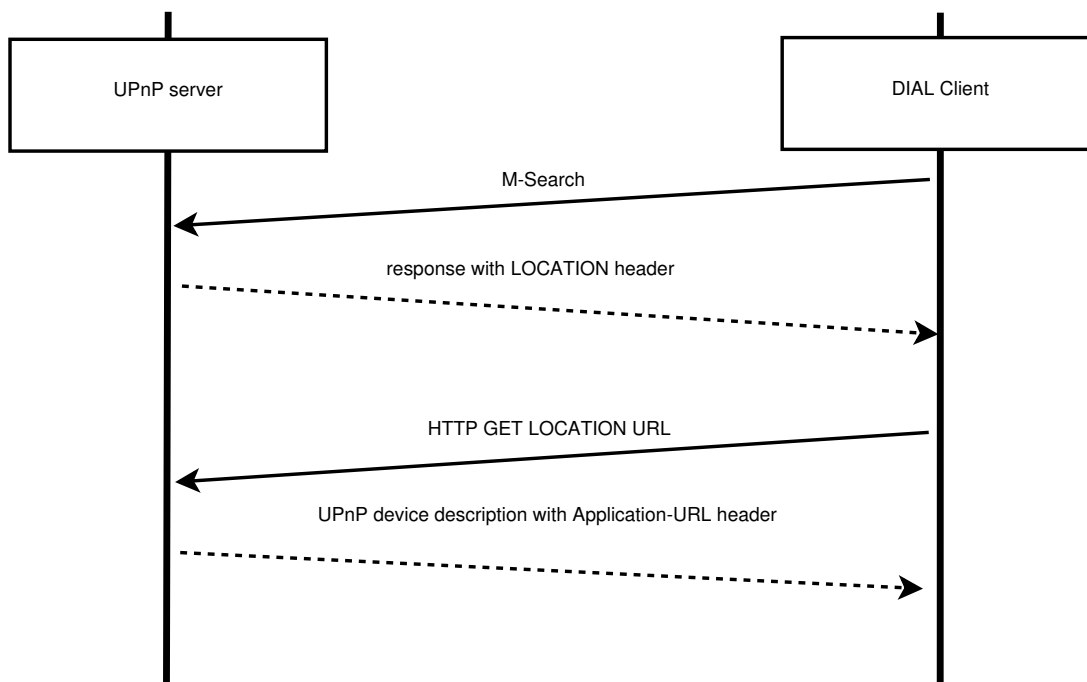 UPnP server
DIAL Client
M-Search
response with LOCATION header
HTTP GET LOCATION URL
UPnP device description with Application-URL header